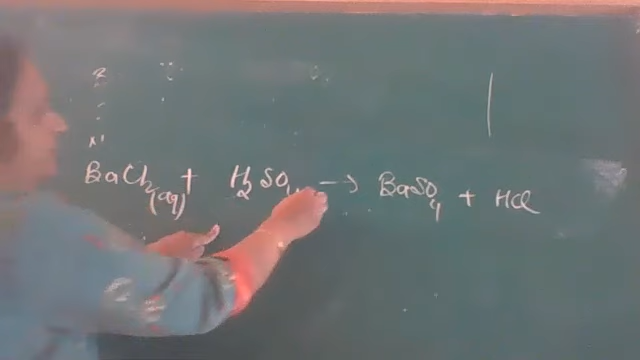 BaCl₂(aq) + H₂SO₄ → BaSO₄ + HCl